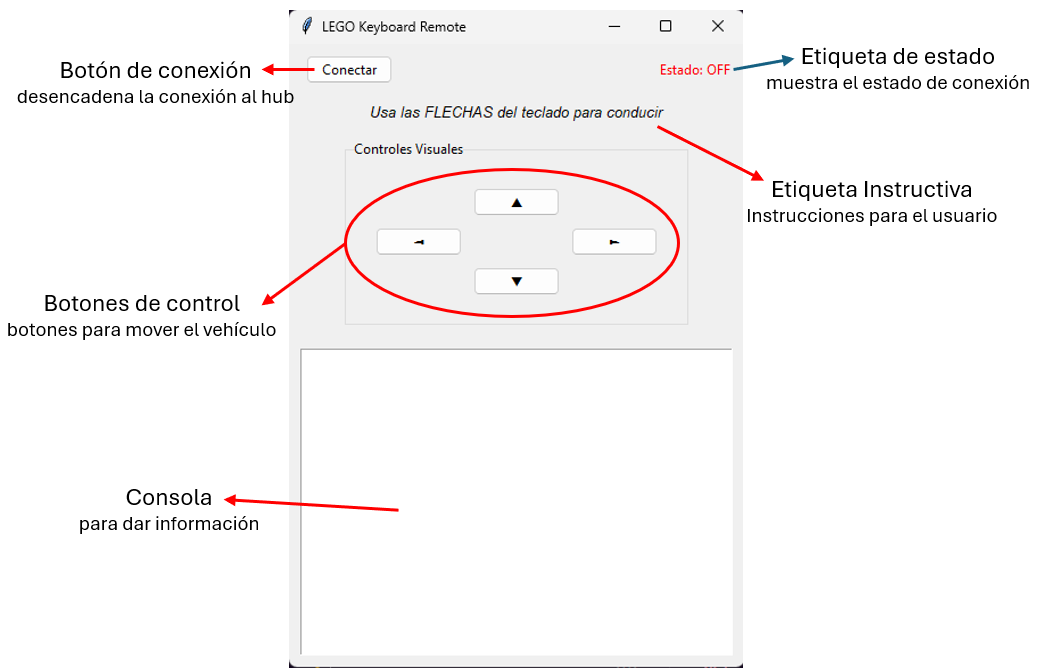 LEGO Keyboard Remote
Botón de conexión
desencadena la conexión al hub
Conectar
Estado: OFF
Etiqueta de estado
muestra el estado de conexión
Usa las FLECHAS del teclado para conducir
Controles Visuales
Etiqueta Instructiva
Instrucciones para el usuario
▲
◄
►
▼
Botones de control
botones para mover el vehículo
Consola
para dar información